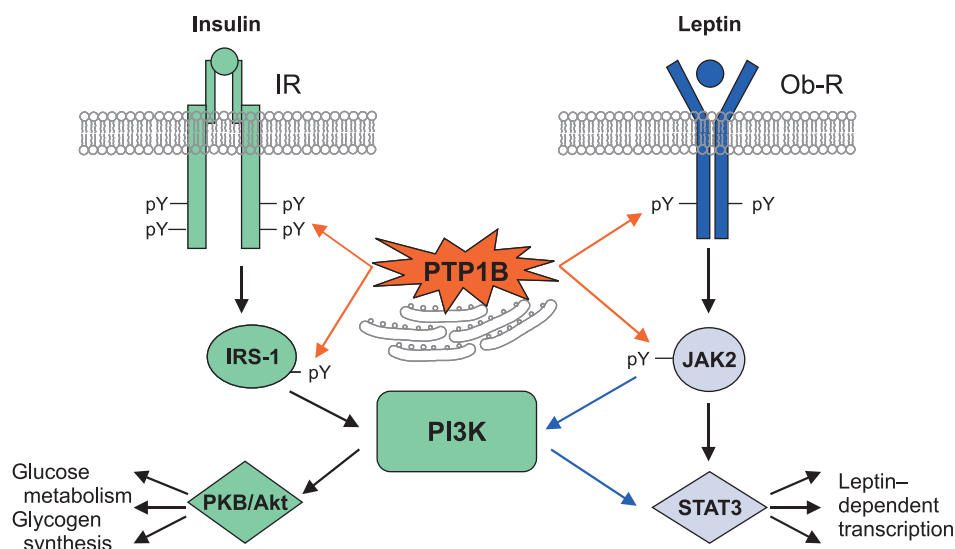 Insulin
Leptin
IR
Ob-R
pY
pY
pY
pY
pY
pY
PTP1B
IRS-1
pY
pY
JAK2
PI3K
Glucose
metabolism
Glycogen
synthesis
PKB/Akt
STAT3
Leptin–
dependent
transcription